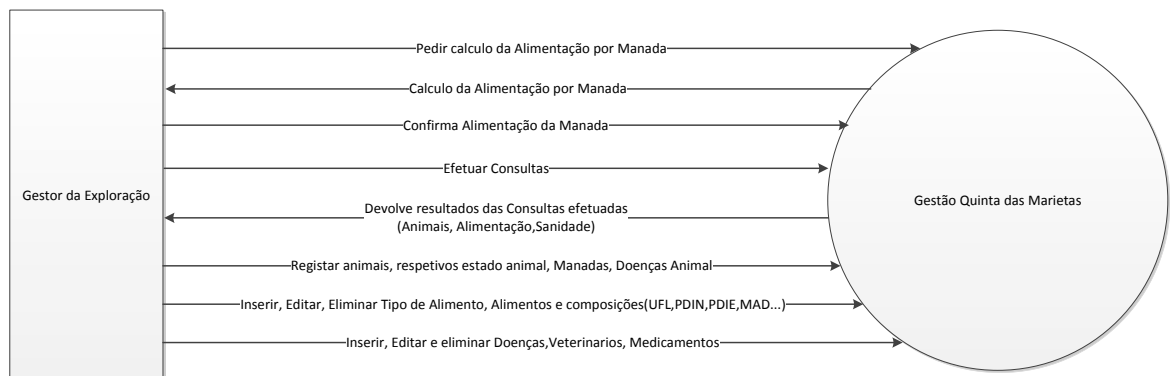 Pedir calculo da Alimentação por Manada
Calculo da Alimentação por Manada
Confirma Alimentação da Manada
Efetuar Consultas
Gestor da Exploração
Gestão Quinta das Marietas
Devolve resultados das Consultas efetuadas
(Animais, Alimentação,Sanidade)
Registar animais, respetivos estado animal, Manadas, Doenças Animal
Inserir, Editar, Eliminar Tipo de Alimento, Alimentos e composições(UFL,PDIN,PDIE,MAD...)
Inserir, Editar e eliminar Doenças,Veterinarios, Medicamentos